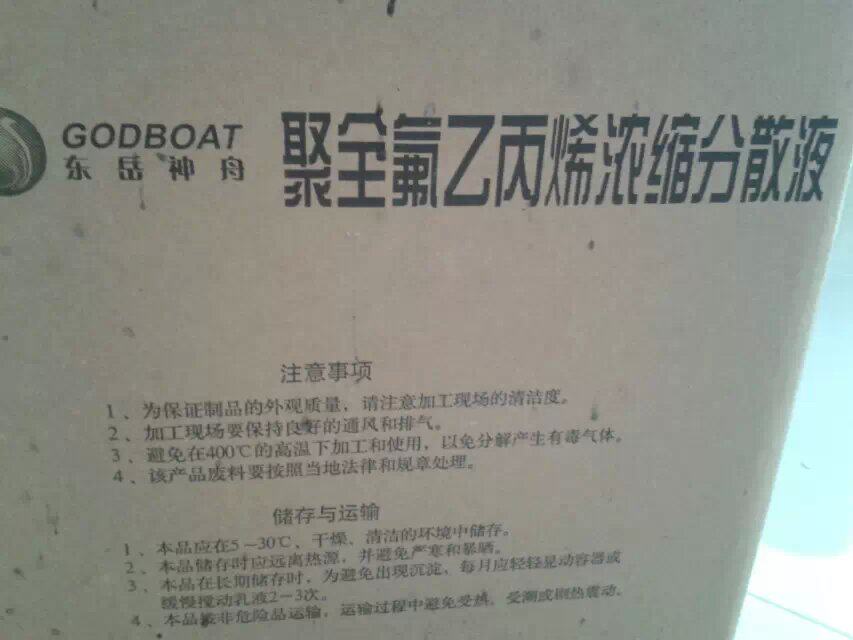 GODBOAT
东岳神舟
聚全氟乙丙烯浓缩分散液
注意事项
1、为保证制品的外观质量，请注意加工现场的清洁度。
2、加工现场要保持良好的通风和排气。
3、避免在400℃的高温下加工和使用，以免分解产生有毒气体。
4、该产品废料要按照当地法律和规章处理。
储存与运输
1、本品应在5－30℃、干燥、清洁的环境中储存。
2、本品储存时应远离热源，并避免严寒和暴晒。
3、本品在长期储存时，为避免出现沉淀，每月应轻轻晃动容器或
缓慢搅动乳液2－3次。
4、本品按非危险品运输，运输过程中避免受热、受潮或剧烈震动。